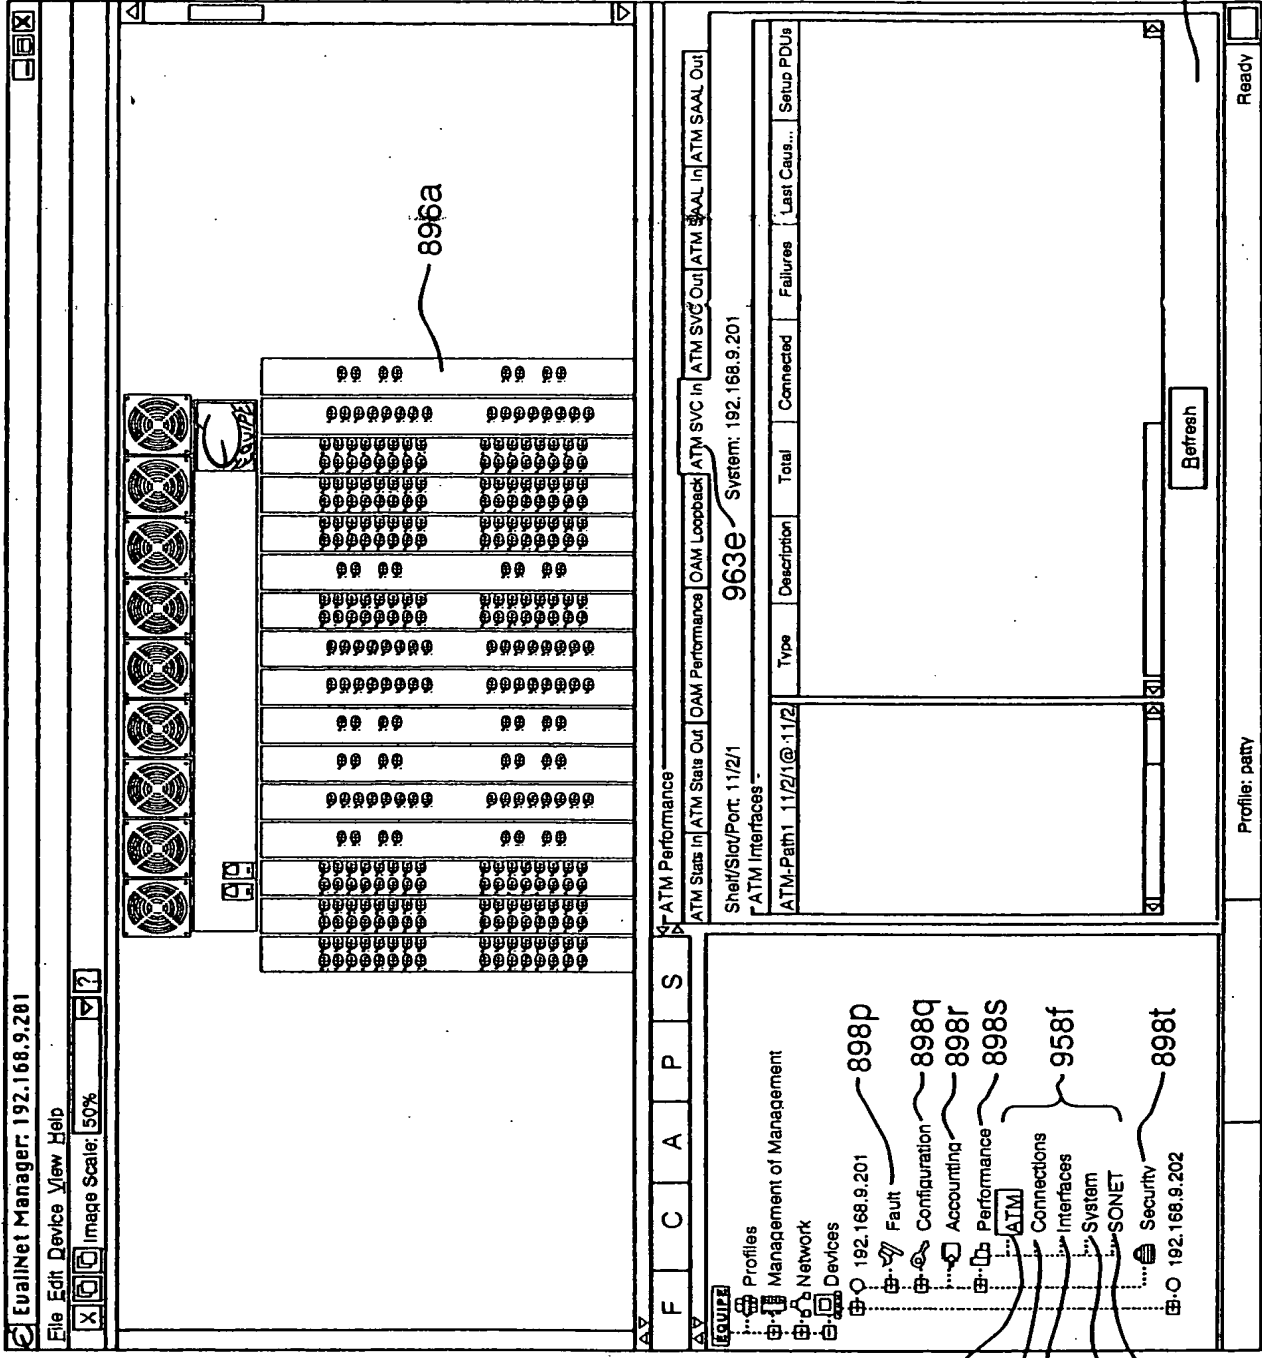 EualiNet Manager: 192.168.9.201
File Edit Device View Help
Image Scale: 50%
?
896a
F C A P S
EQUIPE
Profiles
Management of Management
Network
Devices
192.168.9.201
Fault
898p
Configuration
898q
Accounting
898r
Performance
898s
ATM
Connections
Interfaces
System
SONET
958f
Security
898t
192.168.9.202
ATM Performance
ATM Stats In ATM Stats Out OAM Performance OAM Loopback ATM SVC In ATM SVC Out ATM SAAL In ATM SAAL Out
Shelf/Slot/Port: 11/2/1
963e
System: 192.168.9.201
ATM Interfaces
ATM-Path1 11/2/1@ 11/2
Type Description Total Connected Failures Last Caus... Setup PDUs
Refresh
Profile: patty
Ready